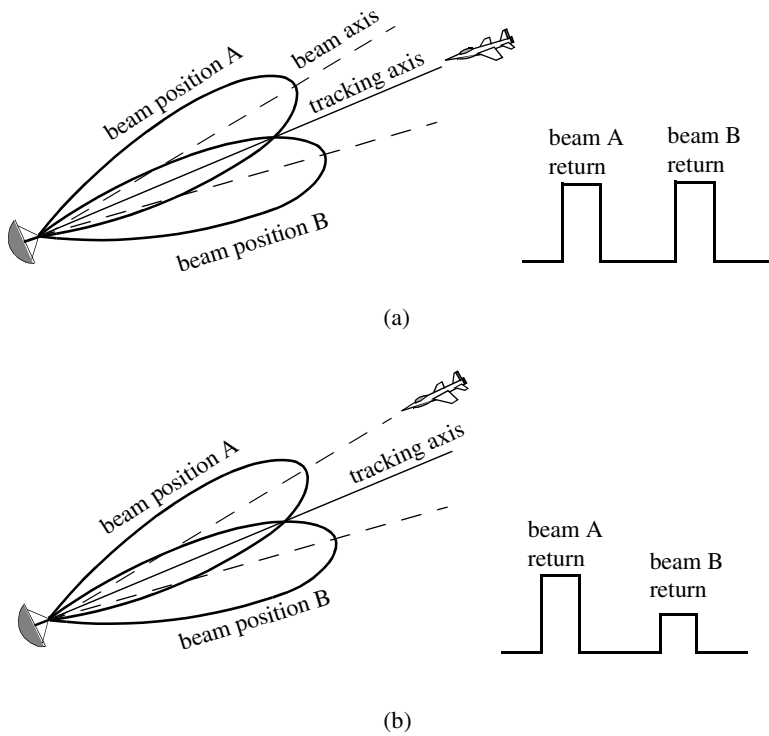 beam position A
beam axis
tracking axis
beam position B
beam A
return
beam B
return
(a)
beam position A
tracking axis
beam position B
beam A
return
beam B
return
(b)